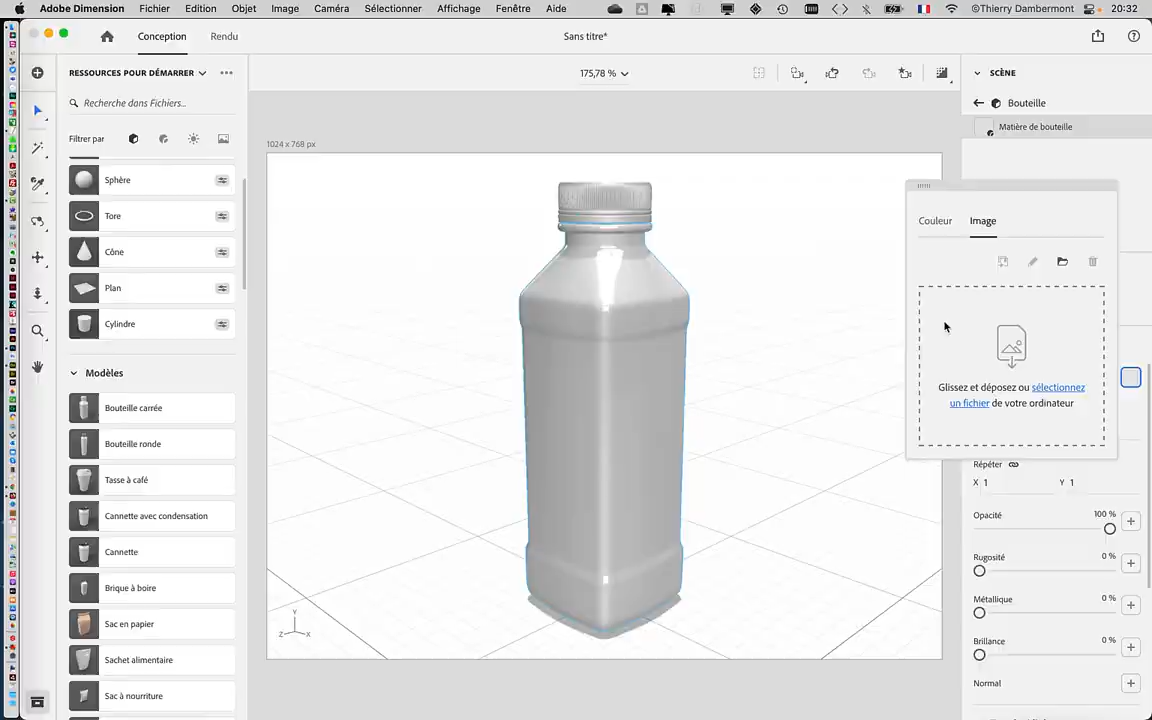 Adobe Dimension Fichier Edition Objet Image Caméra Sélectionner Affichage Fenêtre Aide ©Thierry Dambermont 20:32
Conception Rendu Sans titre*
RESSOURCES POUR DÉMARRER
175,78 %
SCÈNE
Recherche dans Fichiers...
Bouteille
Matière de bouteille
Filtrer par
1024 x 768 px
Sphère
Tore
Cône
Plan
Cylindre
Modèles
Bouteille carrée
Bouteille ronde
Tasse à café
Cannette avec condensation
Cannette
Brique à boire
Sac en papier
Sachet alimentaire
Sac à nourriture
Y
Z X
Couleur Image
Glissez et déposez ou sélectionnez
un fichier de votre ordinateur
Répéter
X 1 Y 1
Opacité 100 %
Rugosité 0 %
Métallique 0 %
Brillance 0 %
Normal